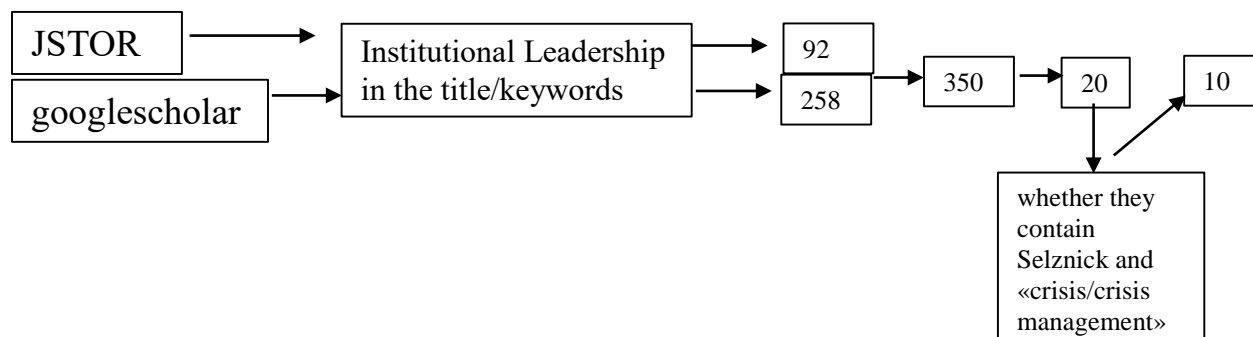 JSTOR
googlescholar
Institutional Leadership
in the title/keywords
92
258
350
20
10
whether they
contain
Selznick and
«crisis/crisis
management»